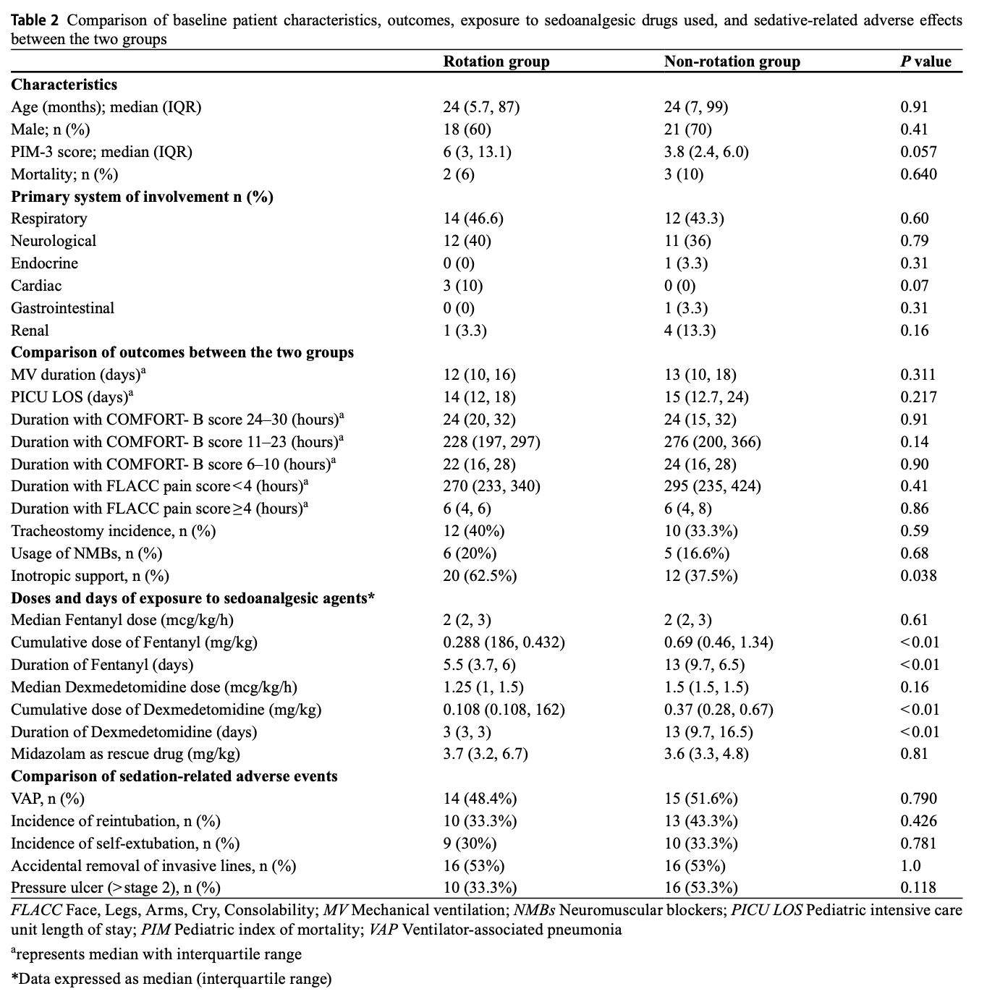 Table 2 Comparison of baseline patient characteristics, outcomes, exposure to sedoanalgesic drugs used, and sedative-related adverse effects
between the two groups
Rotation group Non-rotation group P value
Characteristics
Age (months); median (IQR) 24 (5.7, 87) 24 (7, 99) 0.91
Male; n (%) 18 (60) 21 (70) 0.41
PIM-3 score; median (IQR) 6 (3, 13.1) 3.8 (2.4, 6.0) 0.057
Mortality; n (%) 2 (6) 3 (10) 0.640
Primary system of involvement n (%)
Respiratory 14 (46.6) 12 (43.3) 0.60
Neurological 12 (40) 11 (36) 0.79
Endocrine 0 (0) 1 (3.3) 0.31
Cardiac 3 (10) 0 (0) 0.07
Gastrointestinal 0 (0) 1 (3.3) 0.31
Renal 1 (3.3) 4 (13.3) 0.16
Comparison of outcomes between the two groups
MV duration (days)a 12 (10, 16) 13 (10, 18) 0.311
PICU LOS (days)a 14 (12, 18) 15 (12.7, 24) 0.217
Duration with COMFORT- B score 24–30 (hours)a 24 (20, 32) 24 (15, 32) 0.91
Duration with COMFORT- B score 11–23 (hours)a 228 (197, 297) 276 (200, 366) 0.14
Duration with COMFORT- B score 6–10 (hours)a 22 (16, 28) 24 (16, 28) 0.90
Duration with FLACC pain score<4 (hours)a 270 (233, 340) 295 (235, 424) 0.41
Duration with FLACC pain score≥4 (hours)a 6 (4, 6) 6 (4, 8) 0.86
Tracheostomy incidence, n (%) 12 (40%) 10 (33.3%) 0.59
Usage of NMBs, n (%) 6 (20%) 5 (16.6%) 0.68
Inotropic support, n (%) 20 (62.5%) 12 (37.5%) 0.038
Doses and days of exposure to sedoanalgesic agents*
Median Fentanyl dose (mcg/kg/h) 2 (2, 3) 2 (2, 3) 0.61
Cumulative dose of Fentanyl (mg/kg) 0.288 (186, 0.432) 0.69 (0.46, 1.34) <0.01
Duration of Fentanyl (days) 5.5 (3.7, 6) 13 (9.7, 6.5) <0.01
Median Dexmedetomidine dose (mcg/kg/h) 1.25 (1, 1.5) 1.5 (1.5, 1.5) 0.16
Cumulative dose of Dexmedetomidine (mg/kg) 0.108 (0.108, 162) 0.37 (0.28, 0.67) <0.01
Duration of Dexmedetomidine (days) 3 (3, 3) 13 (9.7, 16.5) <0.01
Midazolam as rescue drug (mg/kg) 3.7 (3.2, 6.7) 3.6 (3.3, 4.8) 0.81
Comparison of sedation-related adverse events
VAP, n (%) 14 (48.4%) 15 (51.6%) 0.790
Incidence of reintubation, n (%) 10 (33.3%) 13 (43.3%) 0.426
Incidence of self-extubation, n (%) 9 (30%) 10 (33.3%) 0.781
Accidental removal of invasive lines, n (%) 16 (53%) 16 (53%) 1.0
Pressure ulcer (>stage 2), n (%) 10 (33.3%) 16 (53.3%) 0.118
FLACC Face, Legs, Arms, Cry, Consolability; MV Mechanical ventilation; NMBs Neuromuscular blockers; PICU LOS Pediatric intensive care
unit length of stay; PIM Pediatric index of mortality; VAP Ventilator-associated pneumonia
arepresents median with interquartile range
*Data expressed as median (interquartile range)